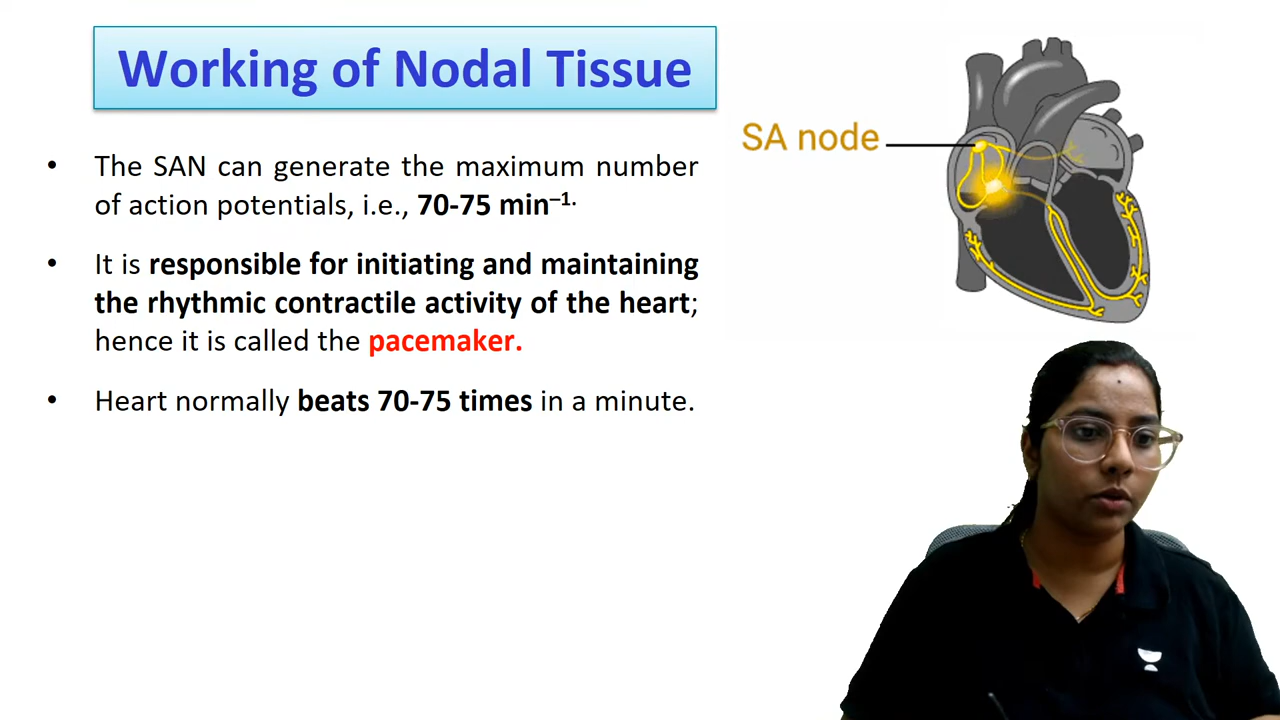 Working of Nodal Tissue
SA node
• The SAN can generate the maximum number
of action potentials, i.e., 70-75 min⁻¹·
• It is responsible for initiating and maintaining
the rhythmic contractile activity of the heart;
hence it is called the pacemaker.
• Heart normally beats 70-75 times in a minute.